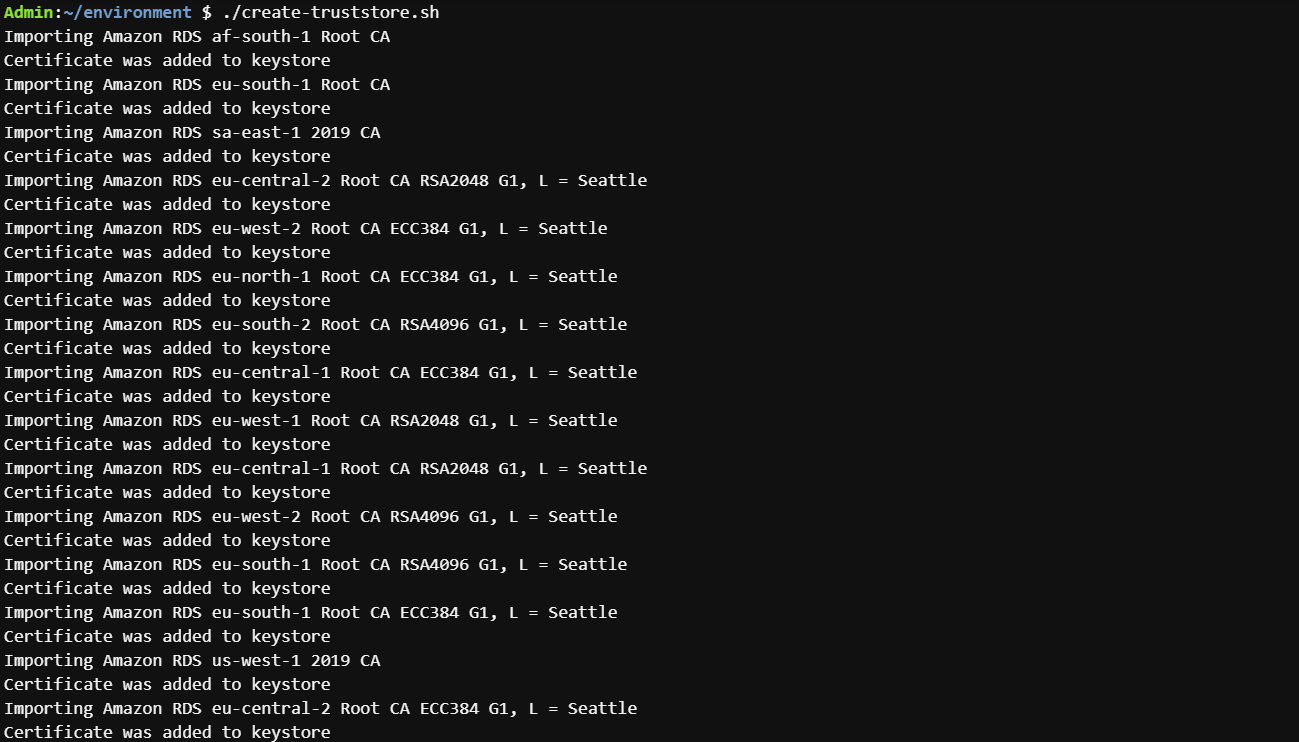 Admin:~/environment $ ./create-truststore.sh
Importing Amazon RDS af-south-1 Root CA
Certificate was added to keystore
Importing Amazon RDS eu-south-1 Root CA
Certificate was added to keystore
Importing Amazon RDS sa-east-1 2019 CA
Certificate was added to keystore
Importing Amazon RDS eu-central-2 Root CA RSA2048 G1, L = Seattle
Certificate was added to keystore
Importing Amazon RDS eu-west-2 Root CA ECC384 G1, L = Seattle
Certificate was added to keystore
Importing Amazon RDS eu-north-1 Root CA ECC384 G1, L = Seattle
Certificate was added to keystore
Importing Amazon RDS eu-south-2 Root CA RSA4096 G1, L = Seattle
Certificate was added to keystore
Importing Amazon RDS eu-central-1 Root CA ECC384 G1, L = Seattle
Certificate was added to keystore
Importing Amazon RDS eu-west-1 Root CA RSA2048 G1, L = Seattle
Certificate was added to keystore
Importing Amazon RDS eu-central-1 Root CA RSA2048 G1, L = Seattle
Certificate was added to keystore
Importing Amazon RDS eu-west-2 Root CA RSA4096 G1, L = Seattle
Certificate was added to keystore
Importing Amazon RDS eu-south-1 Root CA RSA4096 G1, L = Seattle
Certificate was added to keystore
Importing Amazon RDS eu-south-1 Root CA ECC384 G1, L = Seattle
Certificate was added to keystore
Importing Amazon RDS us-west-1 2019 CA
Certificate was added to keystore
Importing Amazon RDS eu-central-2 Root CA ECC384 G1, L = Seattle
Certificate was added to keystore